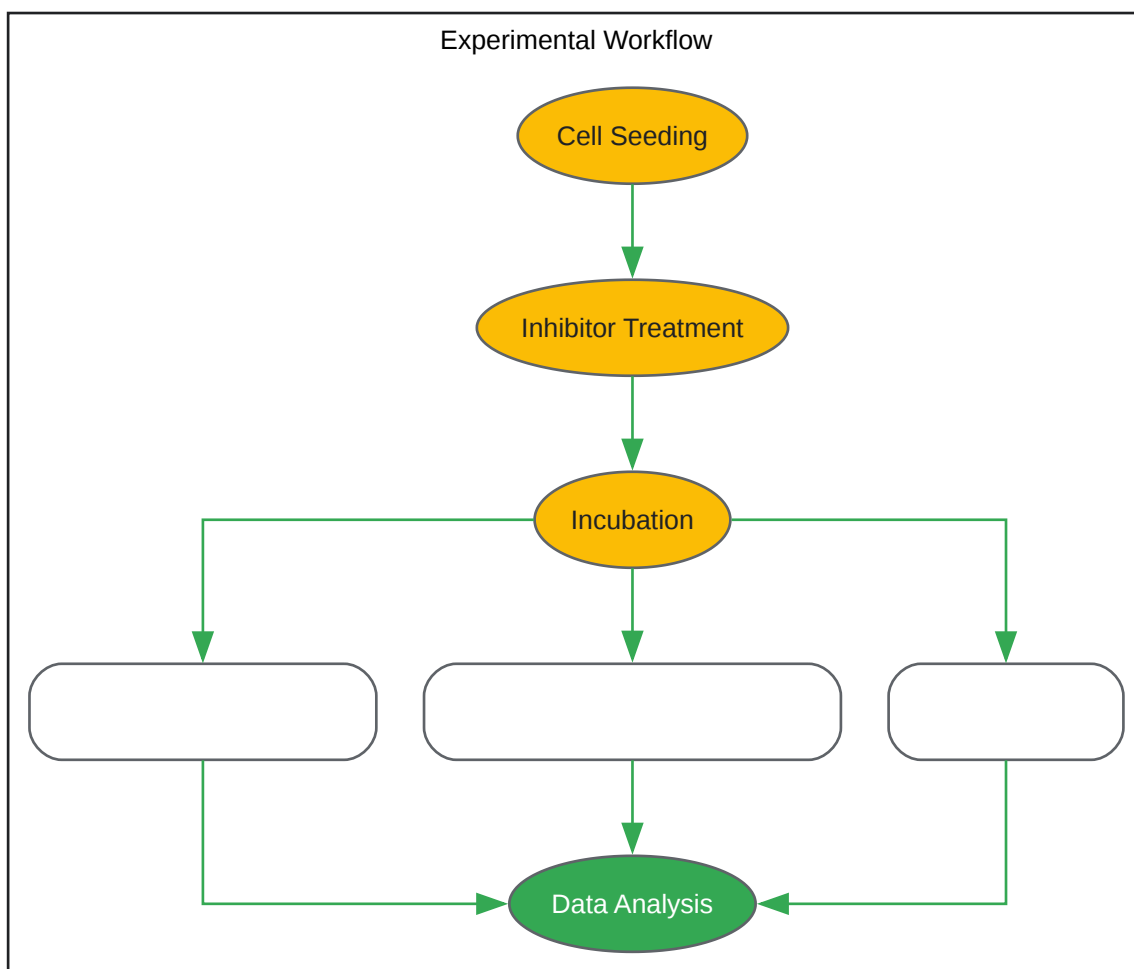 Experimental Workflow
Cell Seeding
Inhibitor Treatment
Incubation
Data Analysis